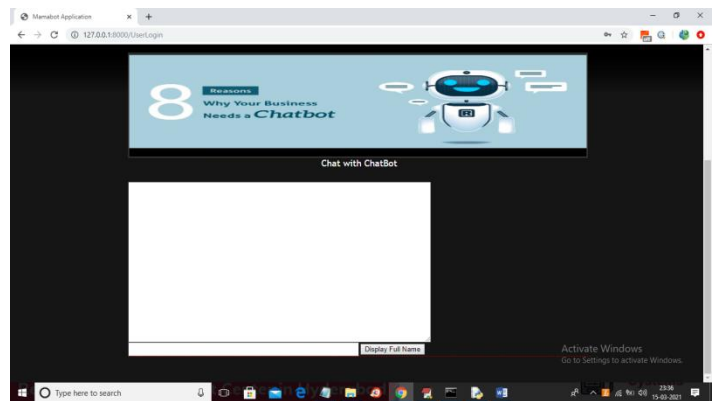 Mamabot Application
127.0.0.1:8000/UserLogin
8
Reasons
Why Your Business
Needs a Chatbot
Chat with ChatBot
Display Full Name
Activate Windows
Go to Settings to activate Windows.
Type here to search
23:36
15-03-2021